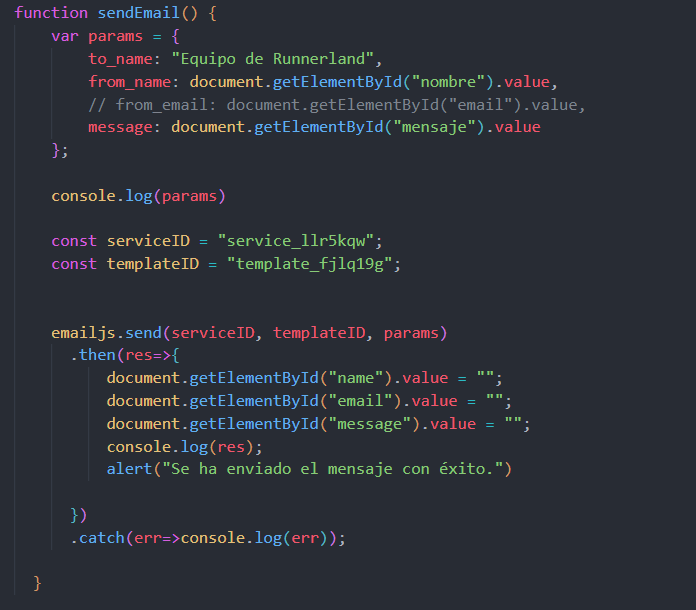 function sendEmail() {
var params = {
to_name: "Equipo de Runnerland",
from_name: document.getElementById("nombre").value,
// from_email: document.getElementById("email").value,
message: document.getElementById("mensaje").value
};
console.log(params)
const serviceID = "service_llr5kqw";
const templateID = "template_fjlq19g";
emailjs.send(serviceID, templateID, params)
.then(res=>{
document.getElementById("name").value = "";
document.getElementById("email").value = "";
document.getElementById("message").value = "";
console.log(res);
alert("Se ha enviado el mensaje con éxito.")
})
.catch(err=>console.log(err));
}